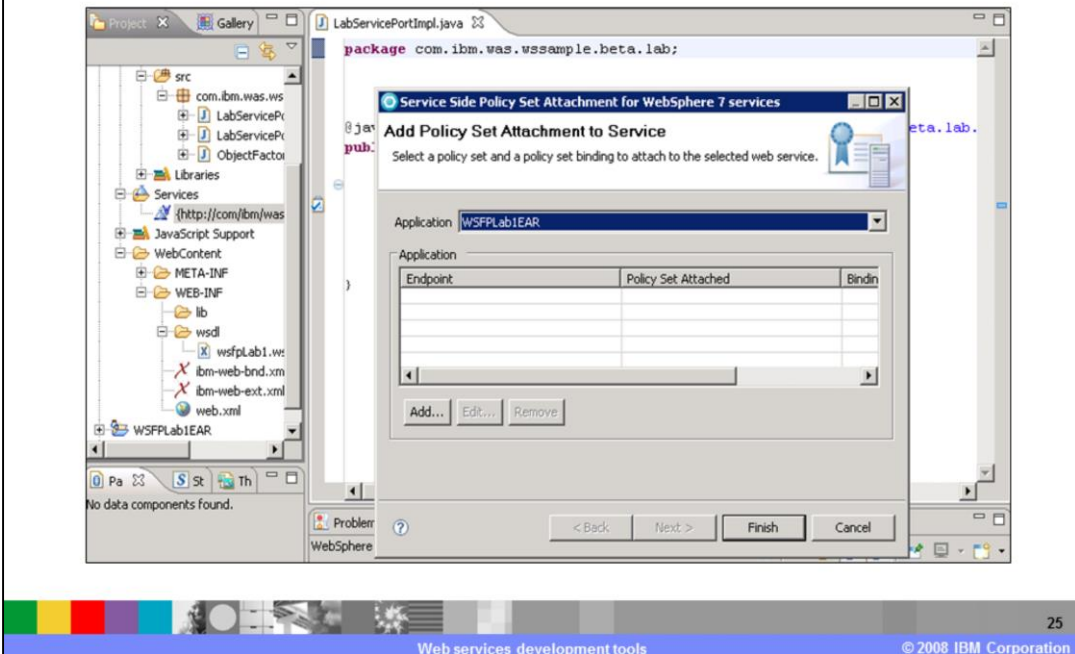 Project
Gallery
LabServicePortImpl.java
src
com.ibm.was.ws
LabServicePo
LabServicePo
ObjectFactor
Libraries
Services
{http://com/ibm/was
JavaScript Support
WebContent
META-INF
WEB-INF
lib
wsdl
wsfpLab1.ws
ibm-web-bnd.xm
ibm-web-ext.xml
web.xml
WSFPLab1EAR
Pa
St
Th
No data components found.
package com.ibm.was.wssample.beta.lab;
@jav
eta.lab.
publ
}
Service Side Policy Set Attachment for WebSphere 7 services
Add Policy Set Attachment to Service
Select a policy set and a policy set binding to attach to the selected web service.
Application WSFPLab1EAR
Application
Endpoint Policy Set Attached Bindin
Add... Edit... Remove
< Back Next > Finish Cancel
Problem
WebSphere
25
Web services development tools © 2008 IBM Corporation